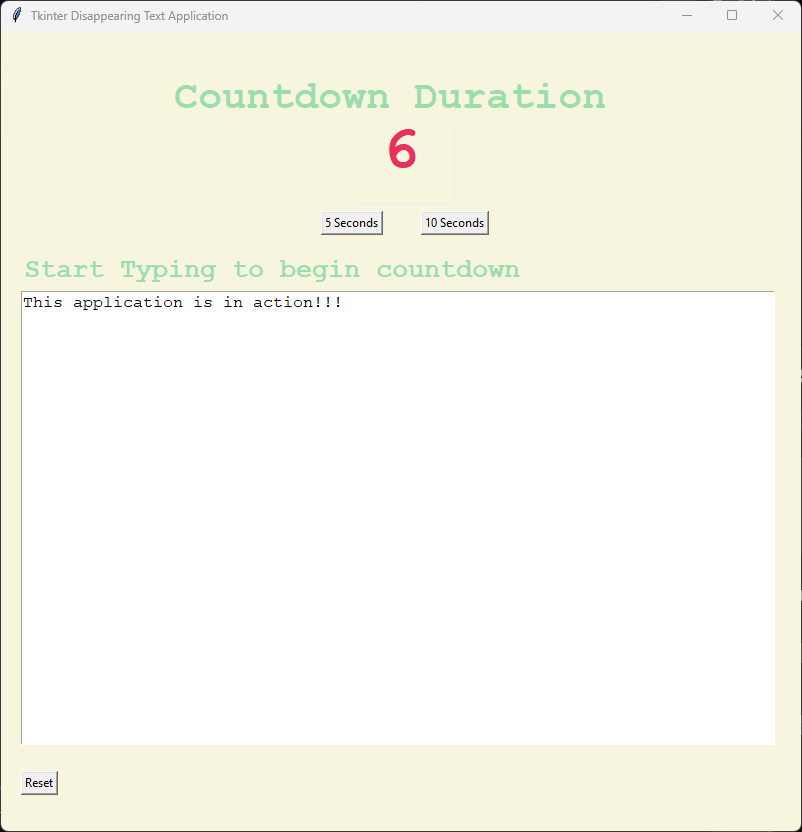 Tkinter Disappearing Text Application
Countdown Duration
6
5 Seconds 10 Seconds
Start Typing to begin countdown
This application is in action!!!
Reset